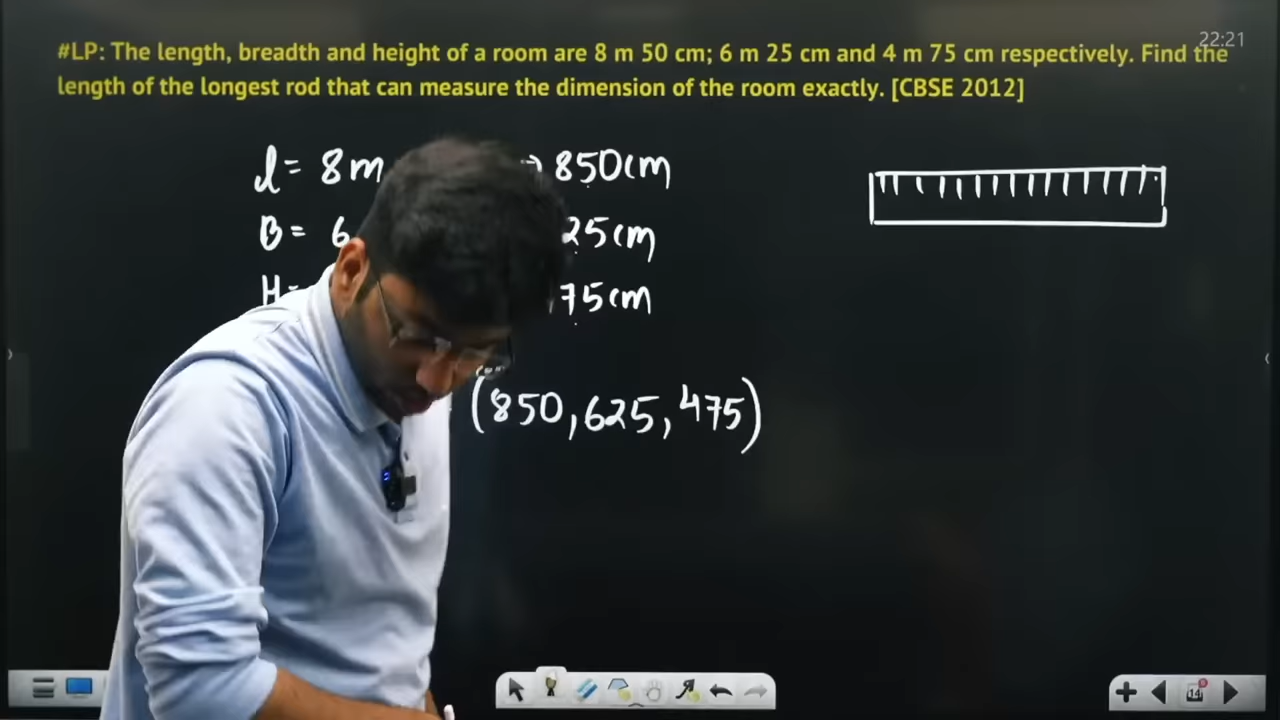 22:21
#LP: The length, breadth and height of a room are 8 m 50 cm; 6 m 25 cm and 4 m 75 cm respectively. Find the
length of the longest rod that can measure the dimension of the room exactly. [CBSE 2012]
l = 8m 850cm
B = 6 25cm
H = 75cm
(850, 625, 475)
14